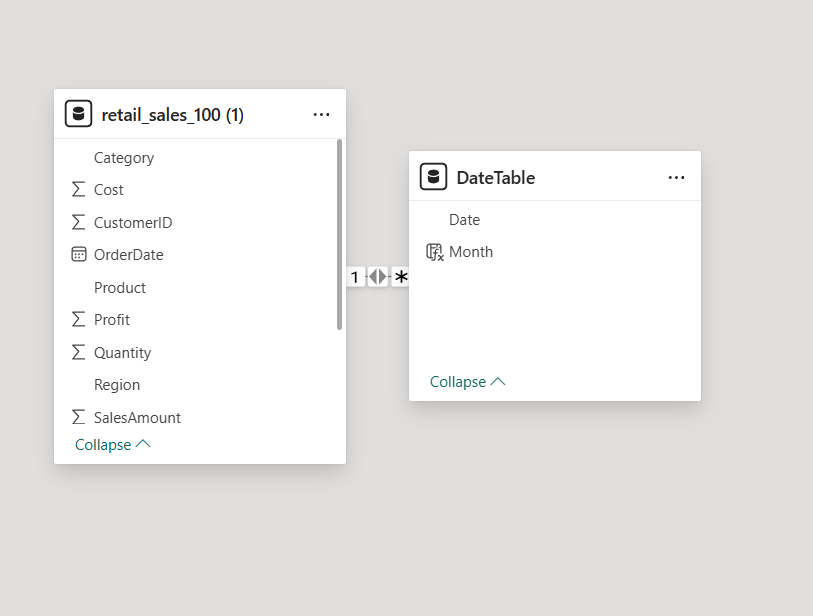 retail_sales_100 (1)
Category
Cost
CustomerID
OrderDate
Product
Profit
Quantity
Region
SalesAmount
Collapse
1
*
DateTable
Date
Month
Collapse